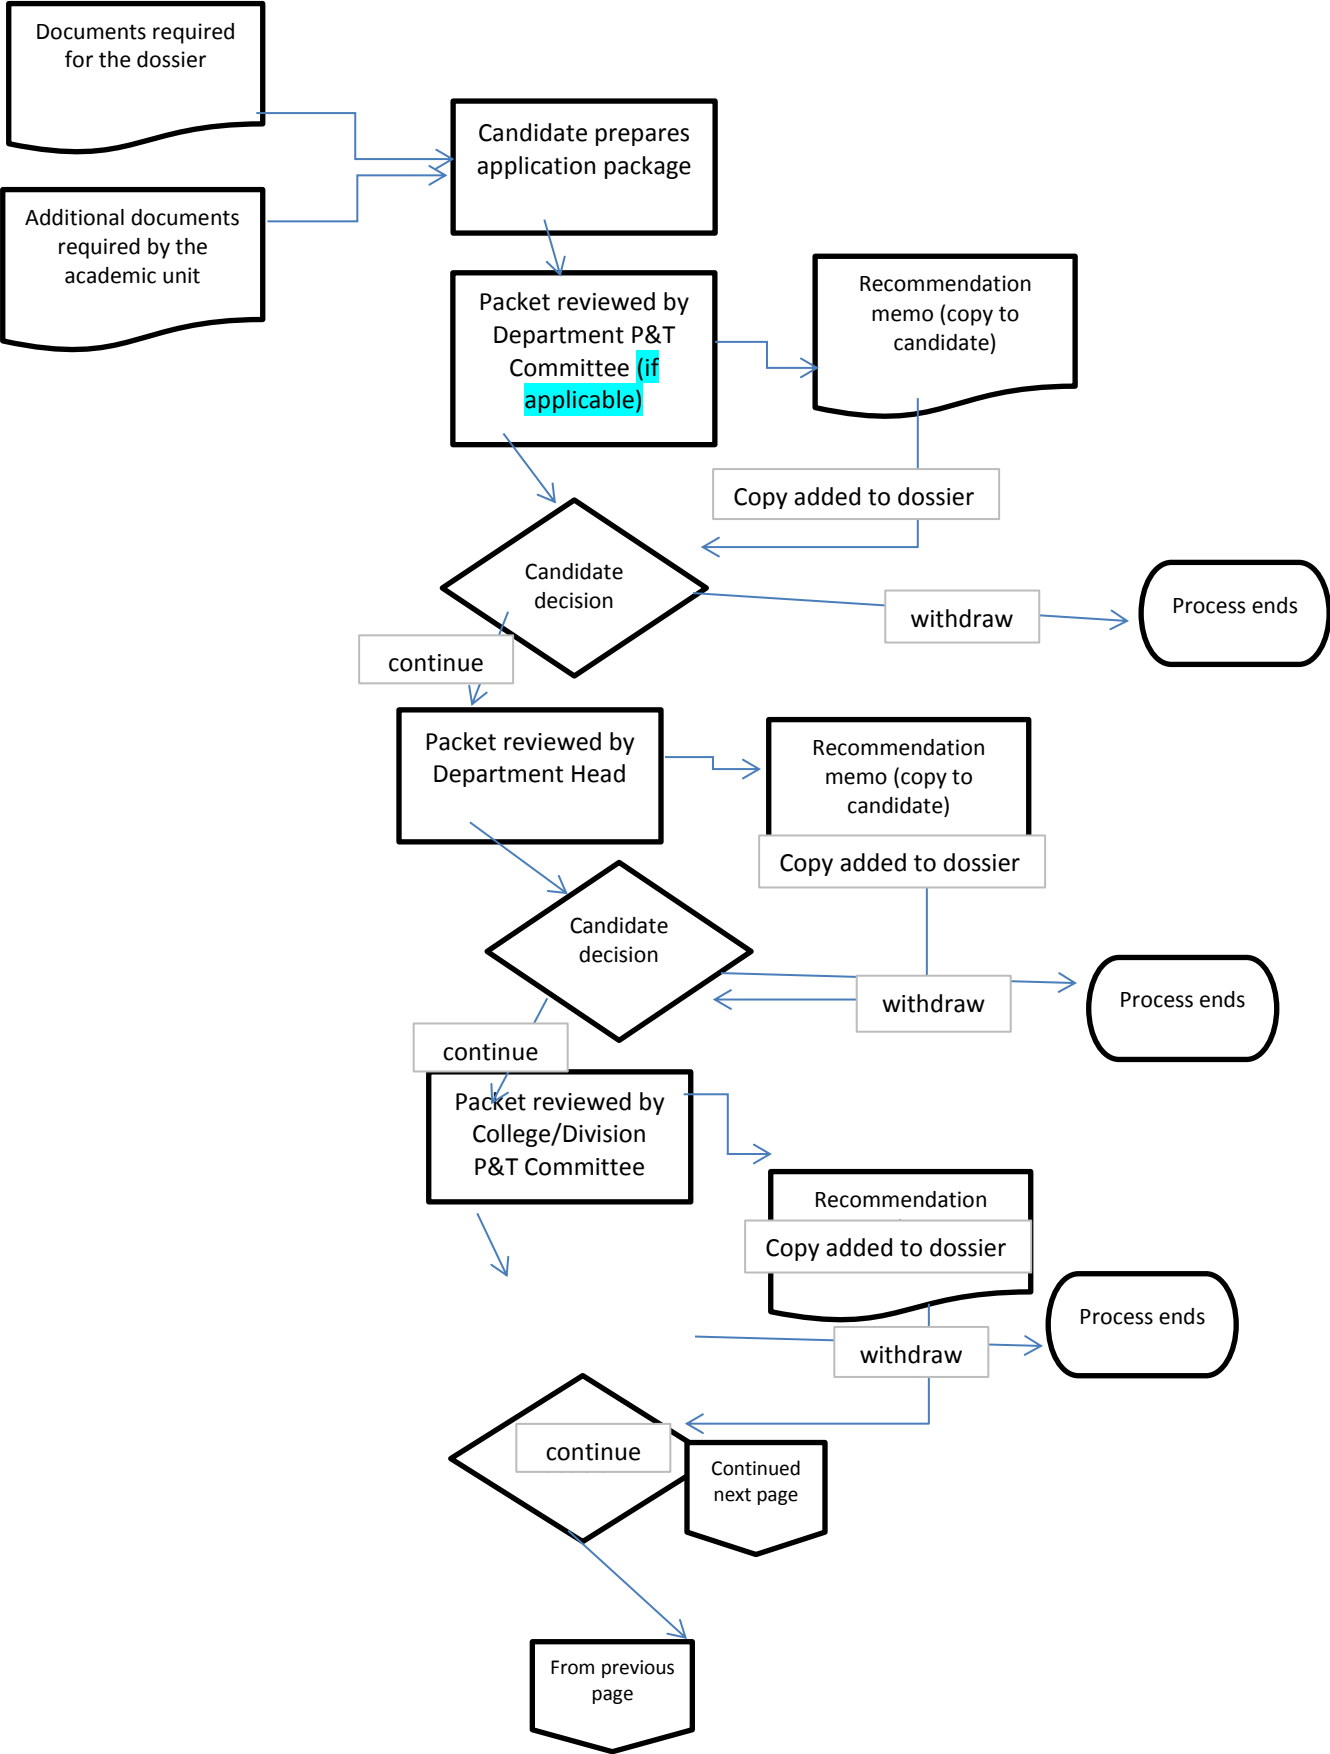 Documents required
for the dossier
Candidate prepares
application package
Additional documents
required by the
academic unit
Packet reviewed by
Department P&T
Committee (if
applicable)
Recommendation
memo (copy to
candidate)
Copy added to dossier
Candidate
decision
withdraw
Process ends
continue
Packet reviewed by
Department Head
Recommendation
memo (copy to
candidate)
Copy added to dossier
Candidate
decision
withdraw
Process ends
continue
Packet reviewed by
College/Division
P&T Committee
Recommendation
Copy added to dossier
Process ends
withdraw
continue
Continued
next page
From previous
page